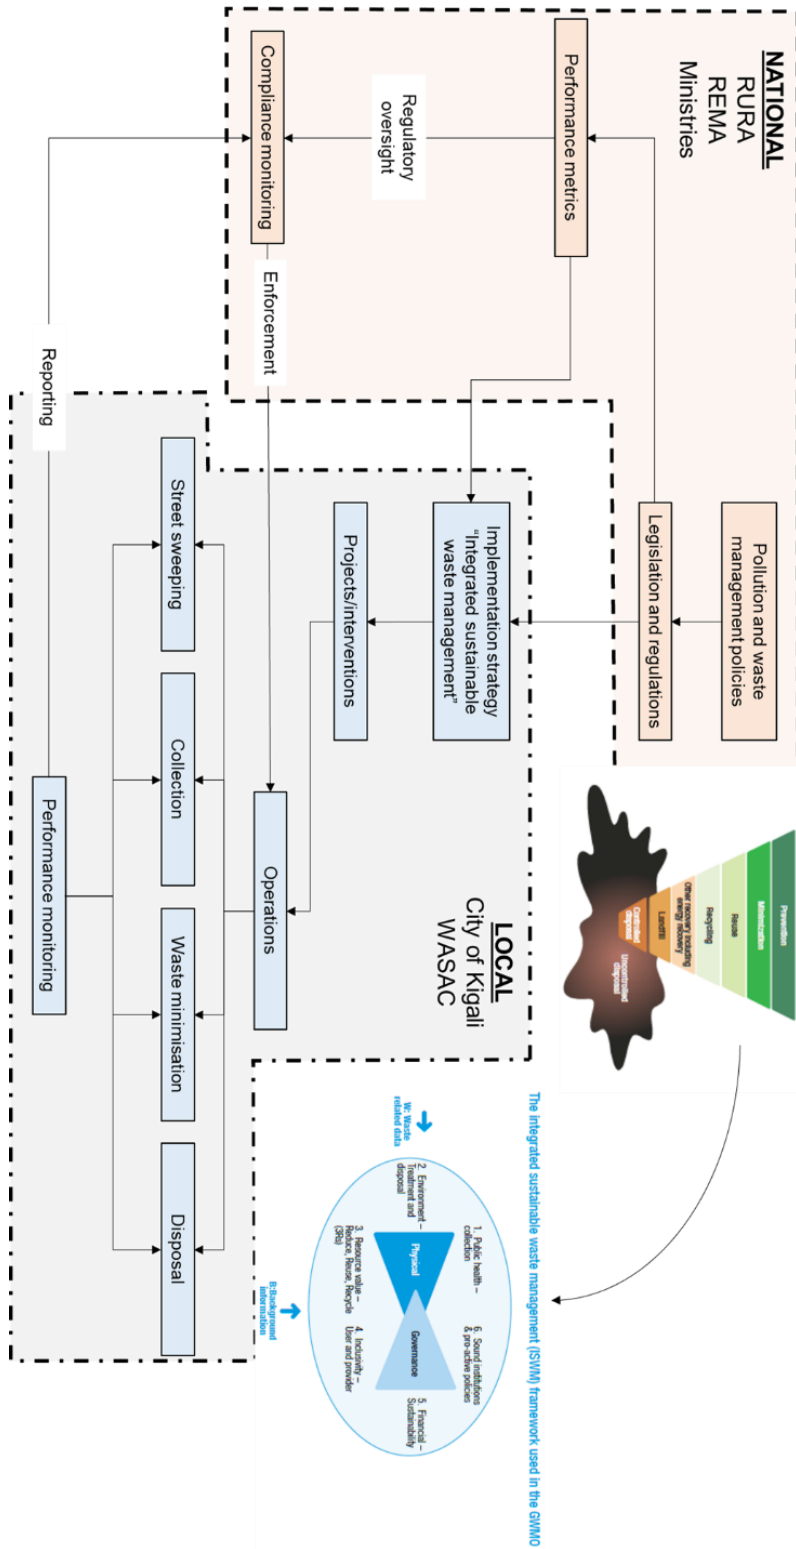 NATIONAL
RURA
REMA
Ministries
Pollution and waste
management policies
Legislation and regulations
Performance metrics
Regulatory
oversight
Compliance monitoring
Enforcement
Reporting
Implementation strategy
“Integrated sustainable
waste management”
Projects/interventions
LOCAL
City of Kigali
WASAC
Operations
Street sweeping
Collection
Waste minimisation
Disposal
Performance monitoring
Prevention
Minimization
Reuse
Recycling
Other recovery including
energy recovery
Landfill
Controlled
disposal
Uncontrolled
disposal
The integrated sustainable waste management (ISWM) framework used in the GWMO
W: Waste
related data
1. Public health –
collection
2. Environment –
Treatment and
disposal
3. Resource value –
Reduce, Reuse, Recycle
(3Rs)
Physical
Governance
6. Sound institutions
& pro-active policies
5. Financial –
Sustainability
4. Inclusivity –
User and provider
B:Background
information